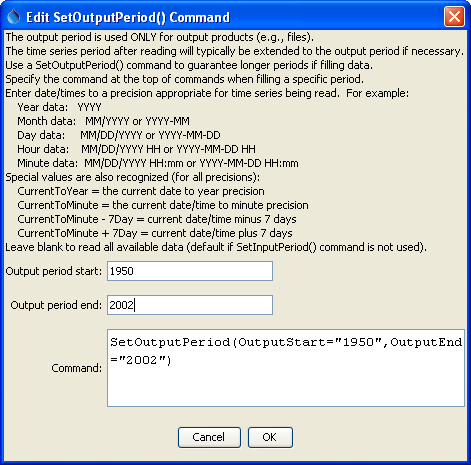 Edit SetOutputPeriod() Command
The output period is used ONLY for output products (e.g., files).
The time series period after reading will typically be extended to the output period if necessary.
Use a SetOutputPeriod() command to guarantee longer periods if filling data.
Specify the command at the top of commands when filling a specific period.
Enter date/times to a precision appropriate for time series being read.  For example:
Year data:   YYYY
Month data:   MM/YYYY or YYYY-MM
Day data:     MM/DD/YYYY or YYYY-MM-DD
Hour data:   MM/DD/YYYY HH or YYYY-MM-DD HH
Minute data:  MM/DD/YYYY HH:mm or YYYY-MM-DD HH:mm
Special values are also recognized (for all precisions):
CurrentToYear = the current date to year precision
CurrentToMinute = the current date/time to minute precision
CurrentToMinute - 7Day = current date/time minus 7 days
CurrentToMinute + 7Day = current date/time plus 7 days
Leave blank to read all available data (default if SetInputPeriod() command is not used).
Output period start: 1950
Output period end: 2002
Command: SetOutputPeriod(OutputStart="1950",OutputEnd
="2002")
Cancel OK